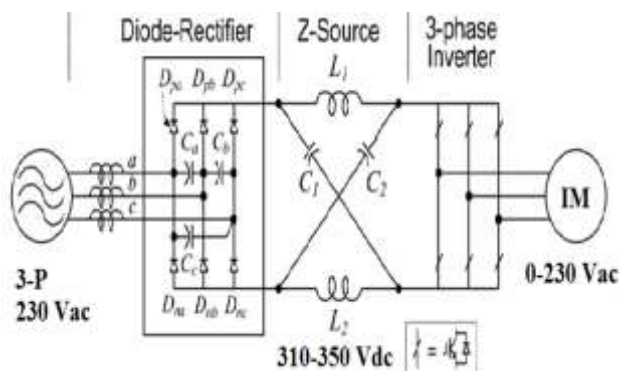 Diode-Rectifier
Z-Source
3-phase
Inverter
Dpa Dpb Dpc
L1
Ca Cb
C1 C2
a
b
c
IM
Cc
3-P
230 Vac
0-230 Vac
Dna Dnb Dnc
L2
310-350 Vdc
=